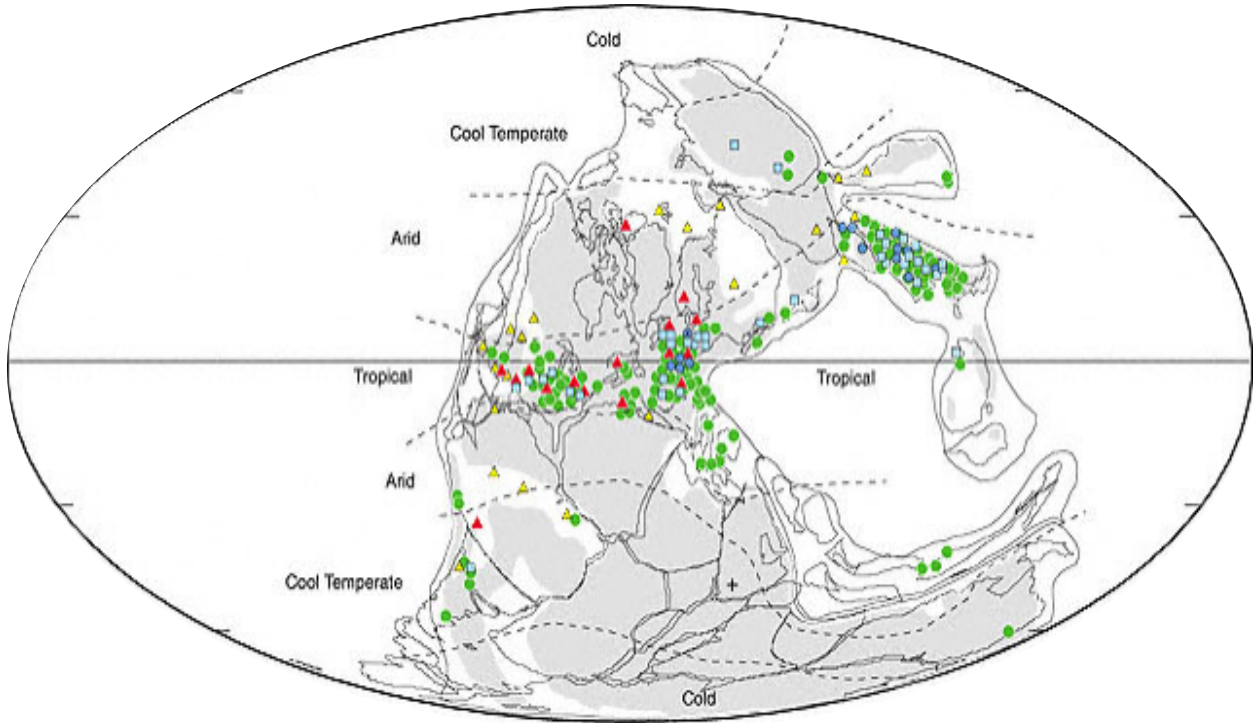 Cold
Cool Temperate
Arid
Tropical
Tropical
Arid
Cool Temperate
Cold